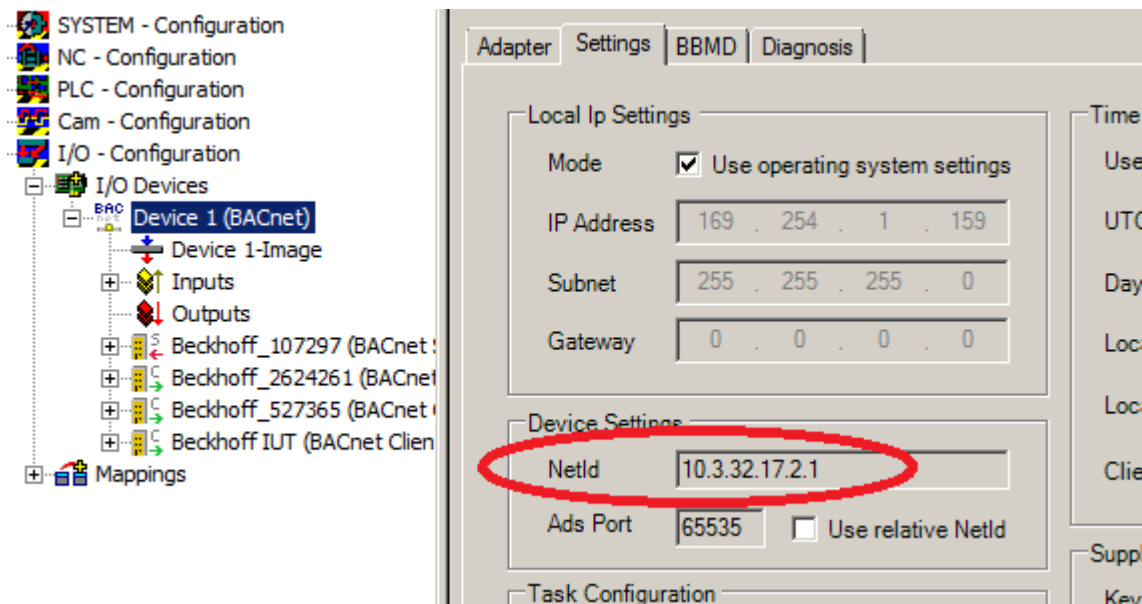 SYSTEM - Configuration
NC - Configuration
PLC - Configuration
Cam - Configuration
I/O - Configuration
I/O Devices
BAC
net
Device 1 (BACnet)
Device 1-Image
Inputs
Outputs
Beckhoff_107297 (BACnet S
Beckhoff_2624261 (BACnet
Beckhoff_527365 (BACnet
Beckhoff IUT (BACnet Clien
Mappings
Adapter Settings BBMD Diagnosis
Local Ip Settings
Mode Use operating system settings
IP Address 169 . 254 . 1 . 159
Subnet 255 . 255 . 255 . 0
Gateway 0 . 0 . 0 . 0
Device Settings
NetId 10.3.32.17.2.1
Ads Port 65535 Use relative NetId
Task Configuration
Time
Use
UTC
Day
Loca
Loca
Clie
Suppl
Key